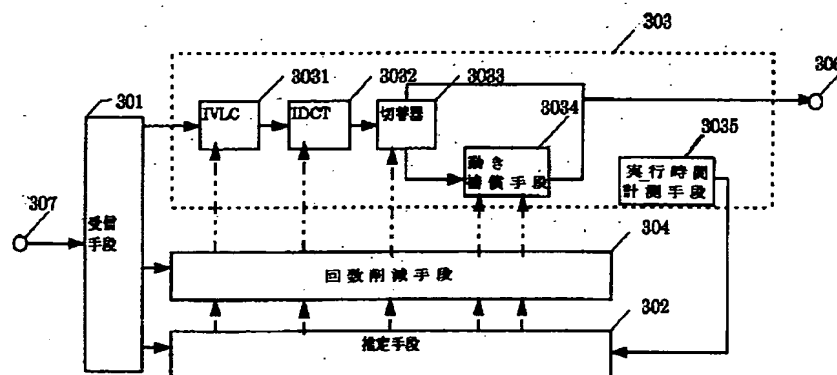 303
306
301
3031
3032
3033
IVLC
IDCT
切替器
3034
3035
動き
補償手段
実行時間
計測手段
307
受信
手段
304
回数削減手段
302
推定手段